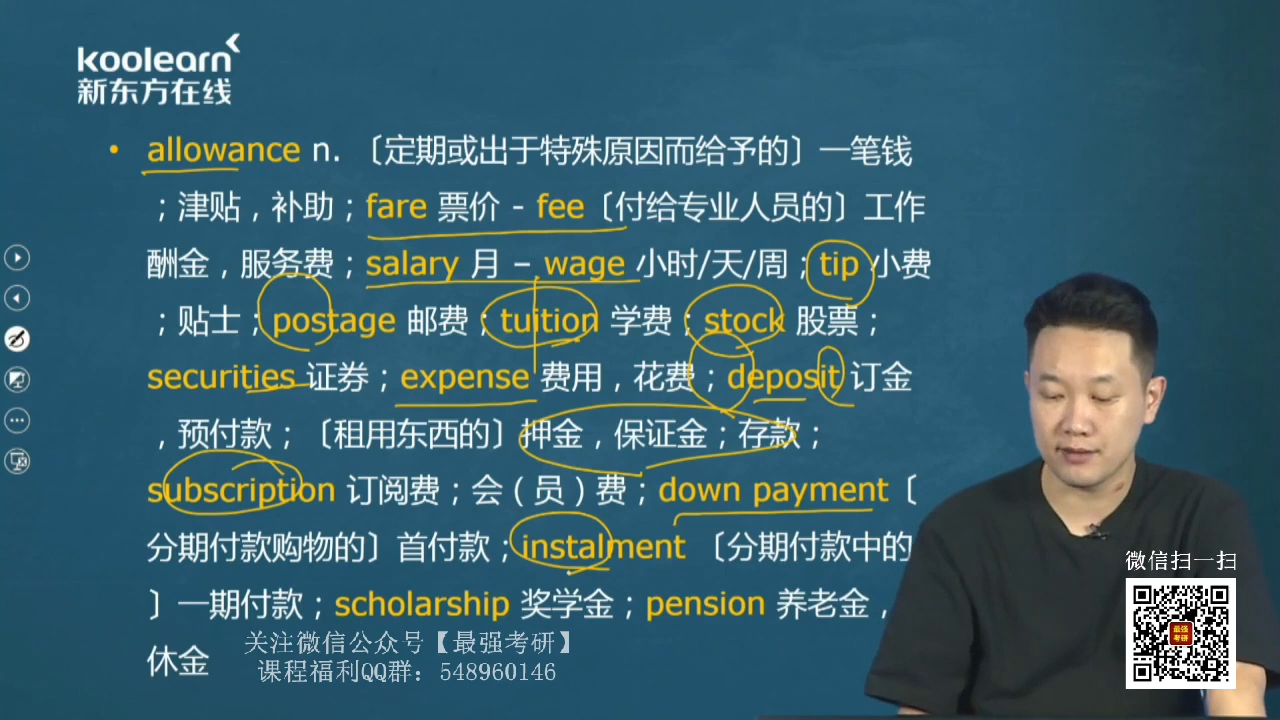 koolearn
新东方在线
• allowance n. 〔定期或出于特殊原因而给予的〕一笔钱
；津贴，补助；fare 票价 - fee〔付给专业人员的〕工作
酬金，服务费；salary 月 – wage 小时/天/周；tip 小费
；贴士；postage 邮费；tuition 学费；stock 股票；
securities 证券；expense 费用，花费；deposit 订金
，预付款；〔租用东西的〕押金，保证金；存款；
subscription 订阅费；会（员）费；down payment〔
分期付款购物的〕首付款；instalment 〔分期付款中的
〕一期付款；scholarship 奖学金；pension 养老金，
休金
关注微信公众号【最强考研】
课程福利QQ群：548960146
微信扫一扫
最强
考研